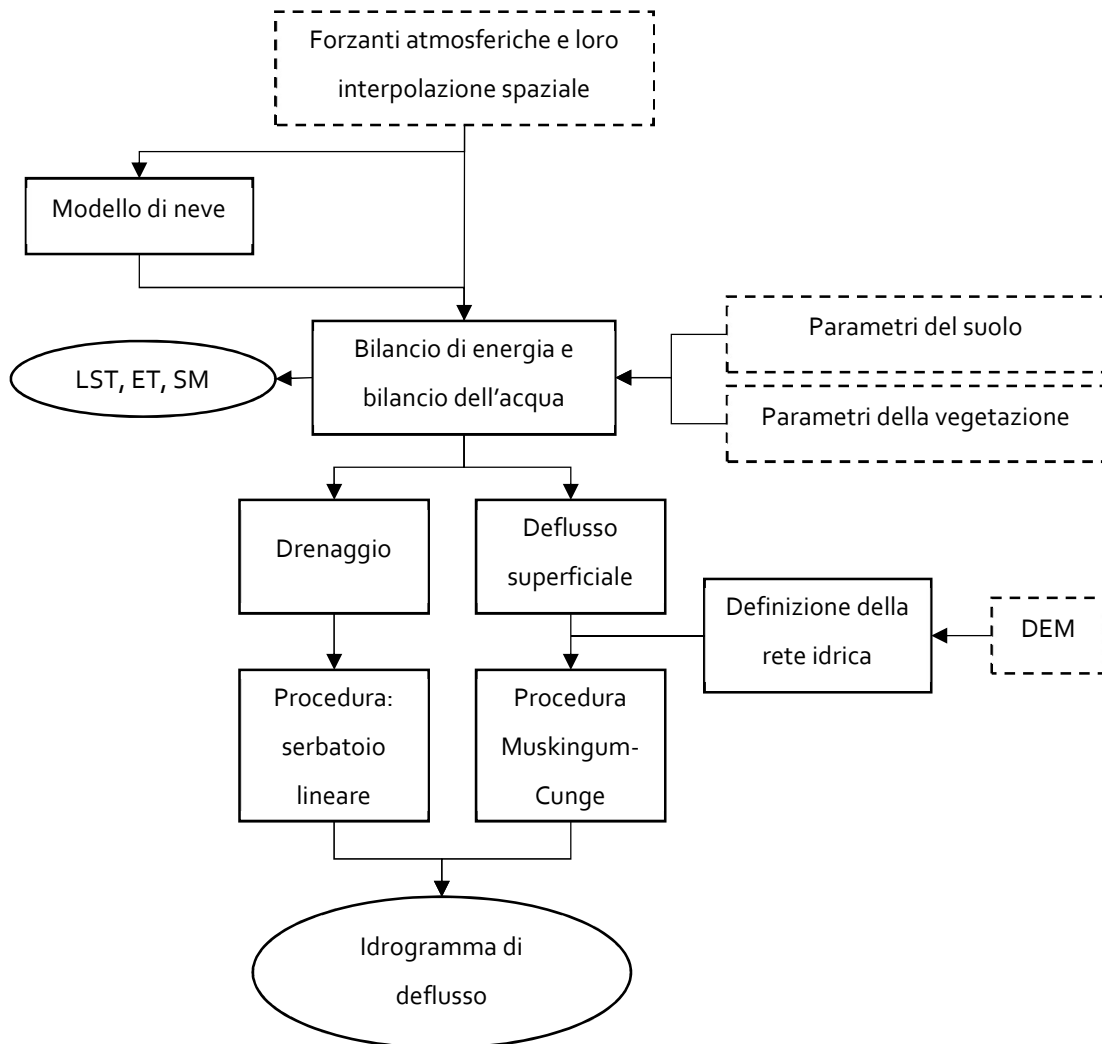 Forzanti atmosferiche e loro
interpolazione spaziale
Modello di neve
Bilancio di energia e
bilancio dell'acqua
LST, ET, SM
Parametri del suolo
Parametri della vegetazione
Drenaggio
Deflusso
superficiale
Definizione della
rete idrica
DEM
Procedura:
serbatoio
lineare
Procedura
Muskingum-
Cunge
Idrogramma di
deflusso